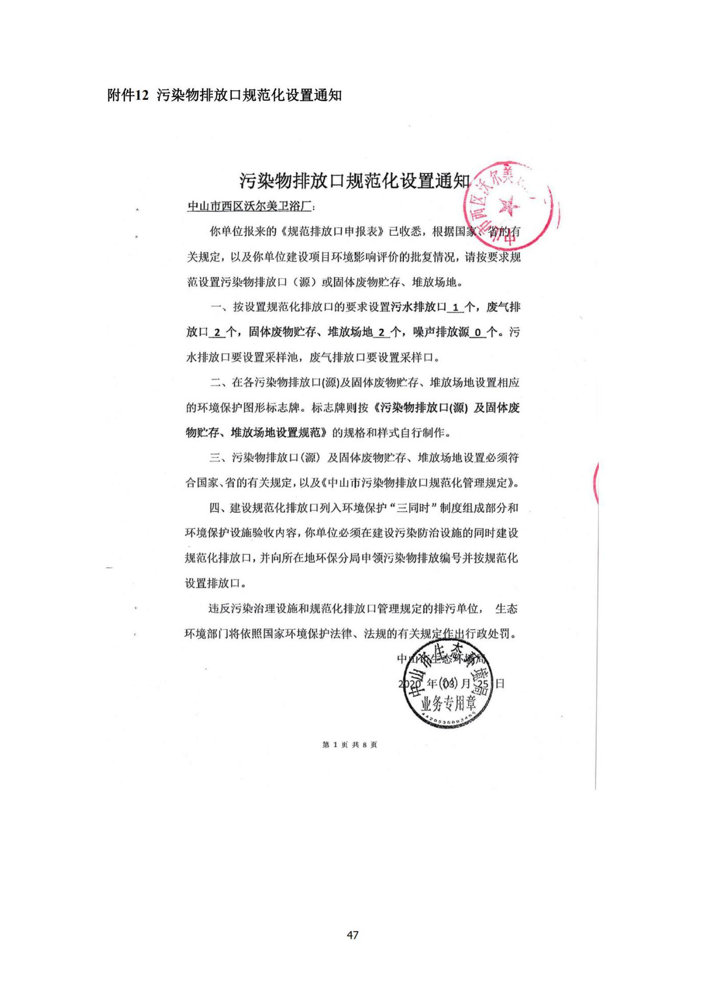 附件12 污染物排放口规范化设置通知
污染物排放口规范化设置通知
中山市西区沃尔美
中山市西区沃尔美卫浴厂：
你单位报来的《规范排放口申报表》已收悉，根据国家、省的有
关规定，以及你单位建设项目环境影响评价的批复情况，请按要求规
范设置污染物排放口（源）或固体废物贮存、堆放场地。
一、按设置规范化排放口的要求设置污水排放口 1 个，废气排
放口 2 个，固体废物贮存、堆放场地 2 个，噪声排放源 0 个。污
水排放口要设置采样池，废气排放口要设置采样口。
二、在各污染物排放口(源)及固体废物贮存、堆放场地设置相应
的环境保护图形标志牌。标志牌则按《污染物排放口(源) 及固体废
物贮存、堆放场地设置规范》的规格和样式自行制作。
三、污染物排放口(源) 及固体废物贮存、堆放场地设置必须符
合国家、省的有关规定，以及《中山市污染物排放口规范化管理规定》。
四、建设规范化排放口列入环境保护“三同时”制度组成部分和
环境保护设施验收内容，你单位必须在建设污染防治设施的同时建设
规范化排放口，并向所在地环保分局申领污染物排放编号并按规范化
设置排放口。
违反污染治理设施和规范化排放口管理规定的排污单位， 生态
环境部门将依照国家环境保护法律、法规的有关规定作出行政处罚。
中山市生态环境局
2020 年 03 月 25 日
中山市生态环境局
业务专用章
第 1 页 共 8 页
47